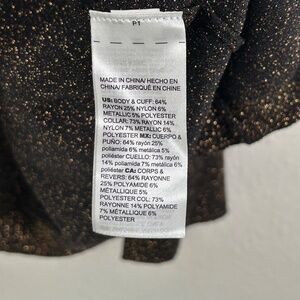 P1
MADE IN CHINA/ HECHO EN
CHINA/ FABRIQUÉ EN CHINE
US: BODY & CUFF: 64%
RAYON 25% NYLON 6%
METALLIC 5% POLYESTER
COLLAR: 73% RAYON 14%
NYLON 7% METALLIC 6%
POLYESTER MX: CUERPO &
PUÑO: 64% rayón 25%
poliamida 6% metálica 5%
poliéster CUELLO: 73% rayón
14% poliamida 7% metálica 6%
poliéster CA: CORPS &
REVERS: 64% RAYONNE
25% POLYAMIDE 6%
MÉTALLIQUE 5%
POLYESTER COL: 73%
RAYONNE 14% POLYAMIDE
7% MÉTALLIQUE 6%
POLYESTER